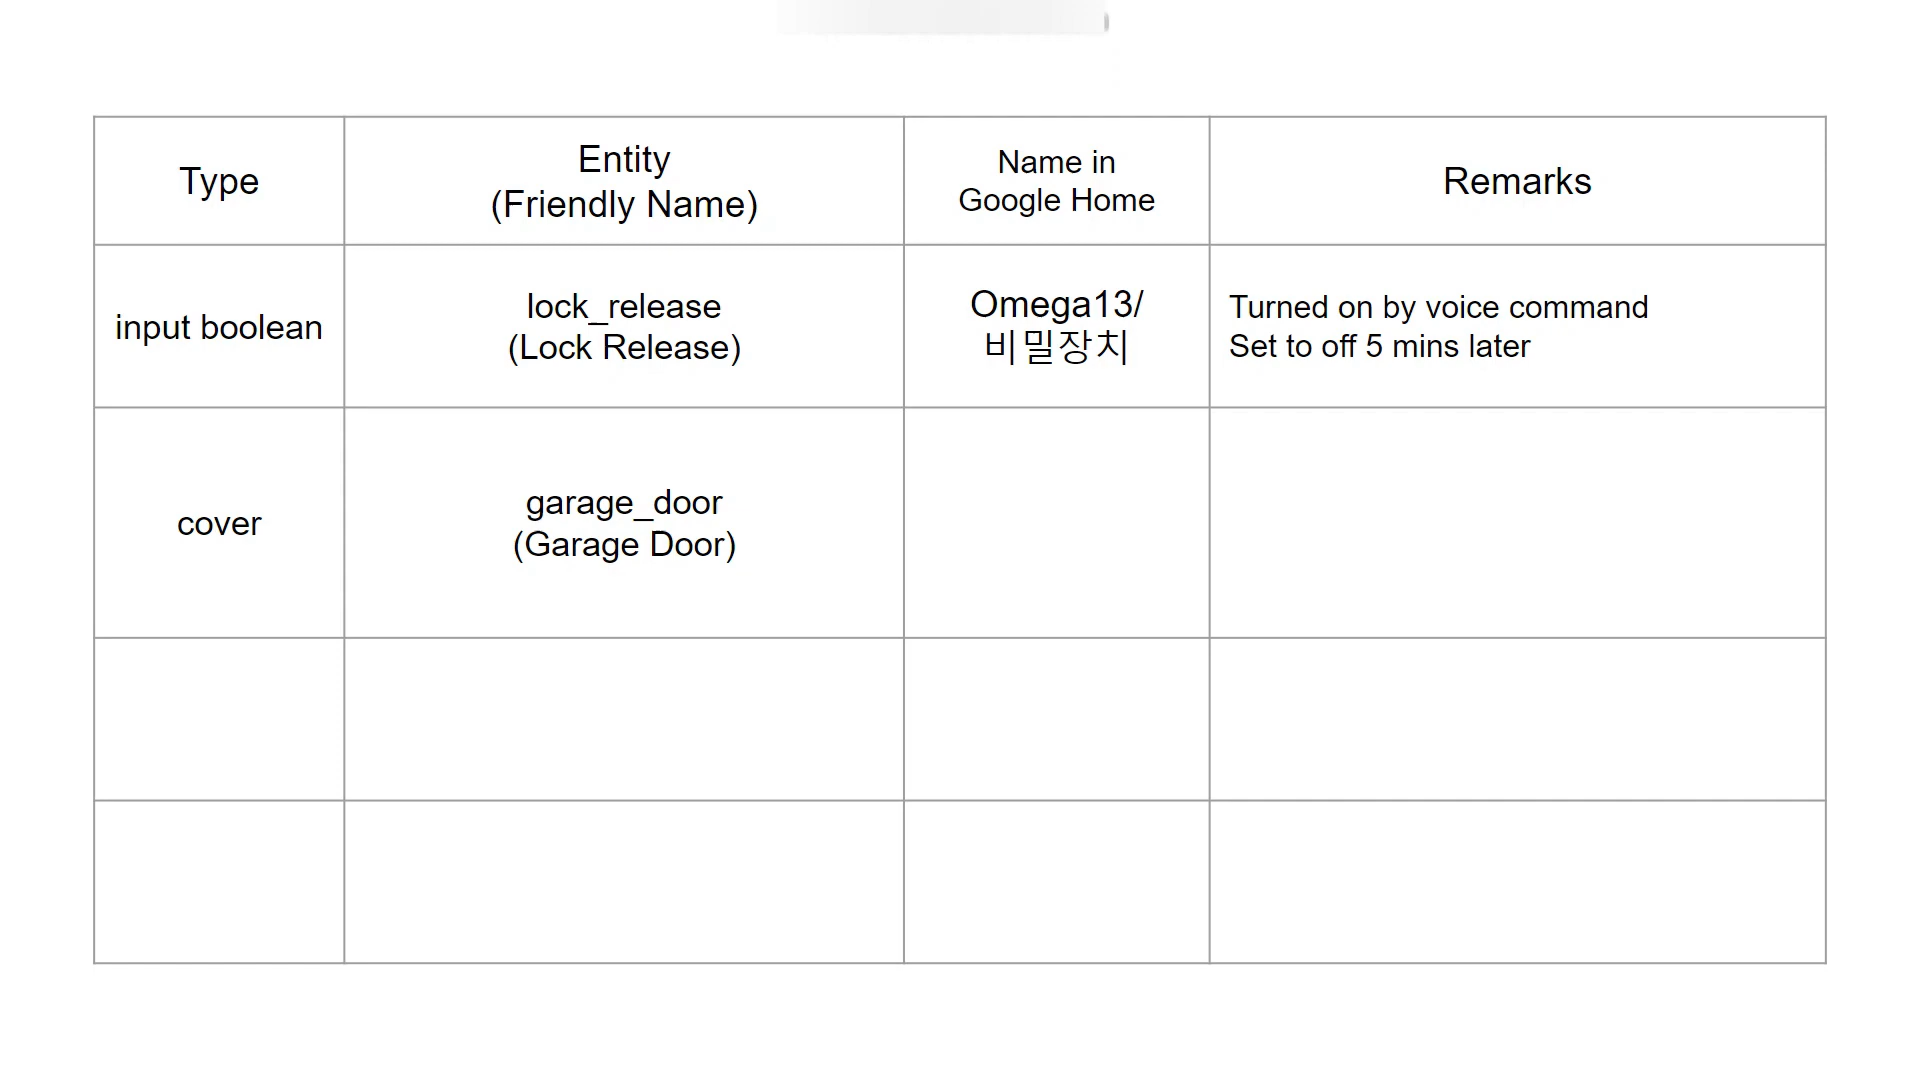 Type
Entity
(Friendly Name)
Name in
Google Home
Remarks
input boolean
lock_release
(Lock Release)
Omega13/
비밀장치
Turned on by voice command
Set to off 5 mins later
cover
garage_door
(Garage Door)